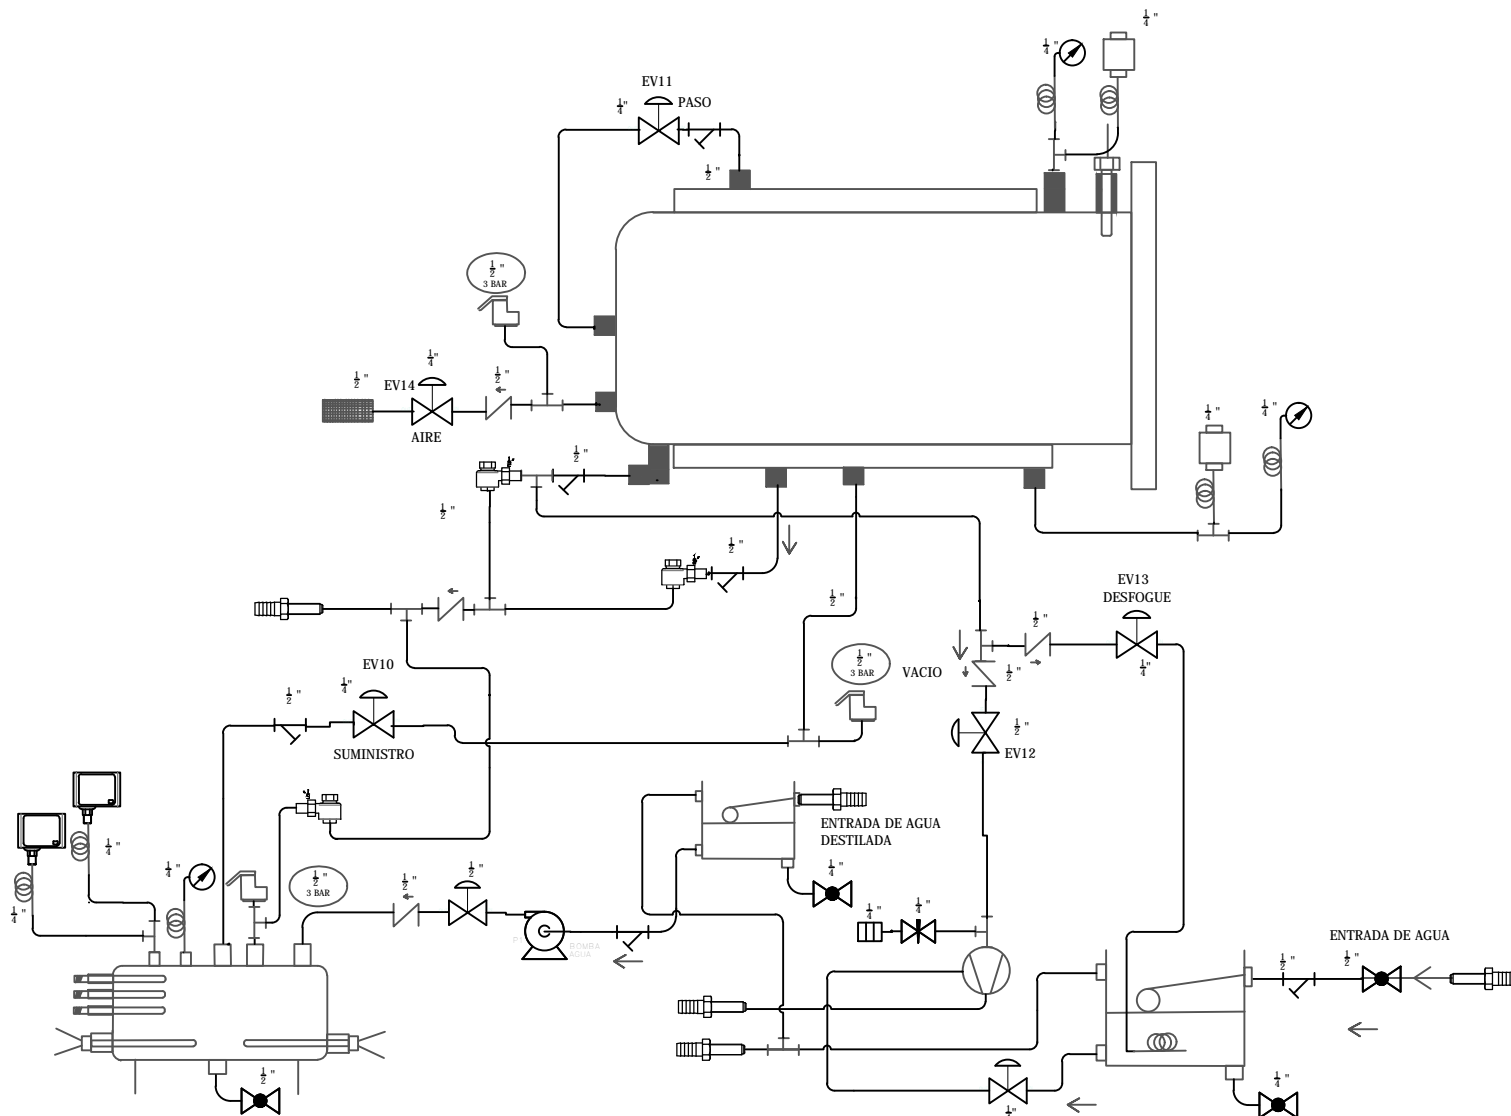 1/4 "
1/4 "
EV11
1/4 "
PASO
1/2 "
1/2 "
3 BAR
1/4 "
1/2 "
1/2 "
EV14
AIRE
1/4 "
1/4 "
1/2 "
1/2 "
1/2 "
EV13
DESFOGUE
1/2 "
1/2 "
1/2 "
3 BAR
EV10
VACIO
1/2 "
1/4 "
1/4 "
1/2 "
1/2 "
EV12
SUMINISTRO
ENTRADA DE AGUA
DESTILADA
1/4 "
1/4 "
1/4 "
1/2 "
3 BAR
1/2 "
1/2 "
1/4 "
1/4 "
1/4 "
1/4 "
ENTRADA DE AGUA
BOMBA
AGUA
1/2 "
1/2 "
1/2 "
1/4 "